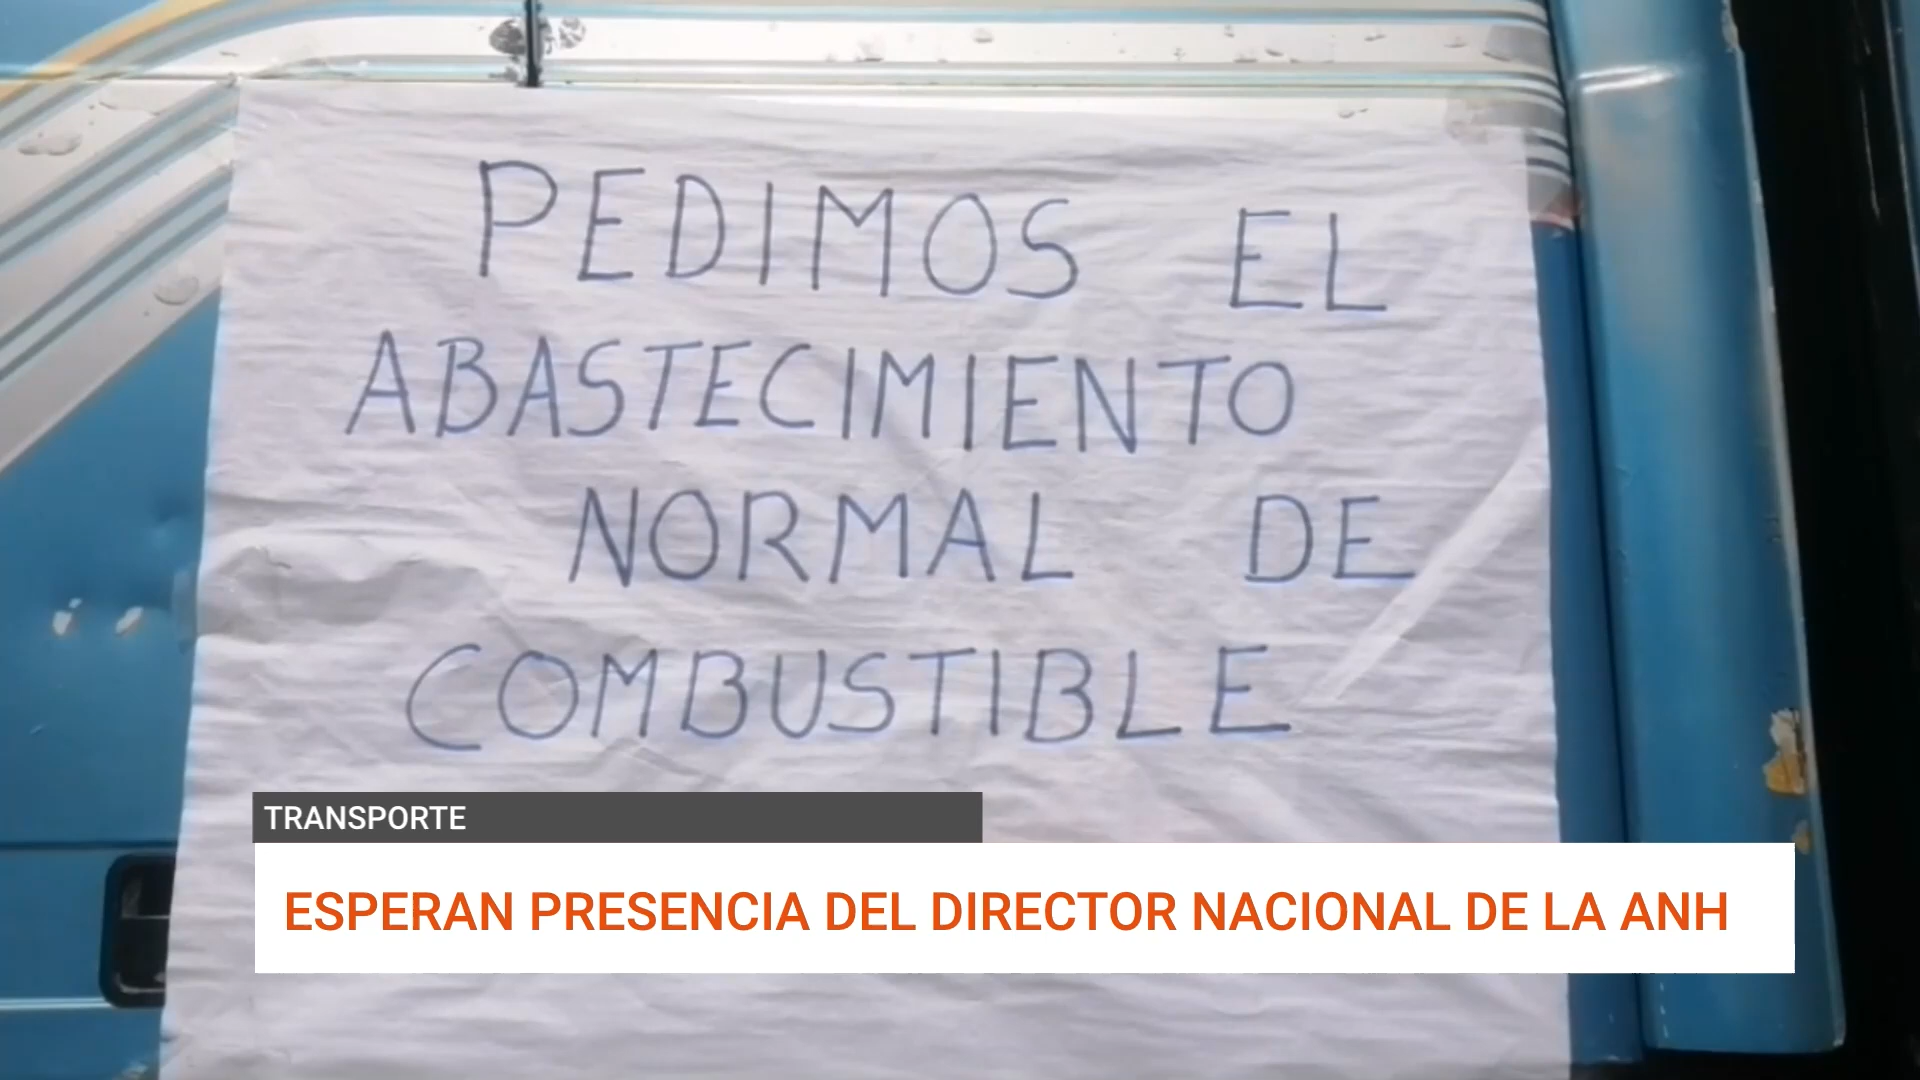 PEDIMOS EL
ABASTECIMIENTO
NORMAL DE
COMBUSTIBLE
TRANSPORTE
ESPERAN PRESENCIA DEL DIRECTOR NACIONAL DE LA ANH